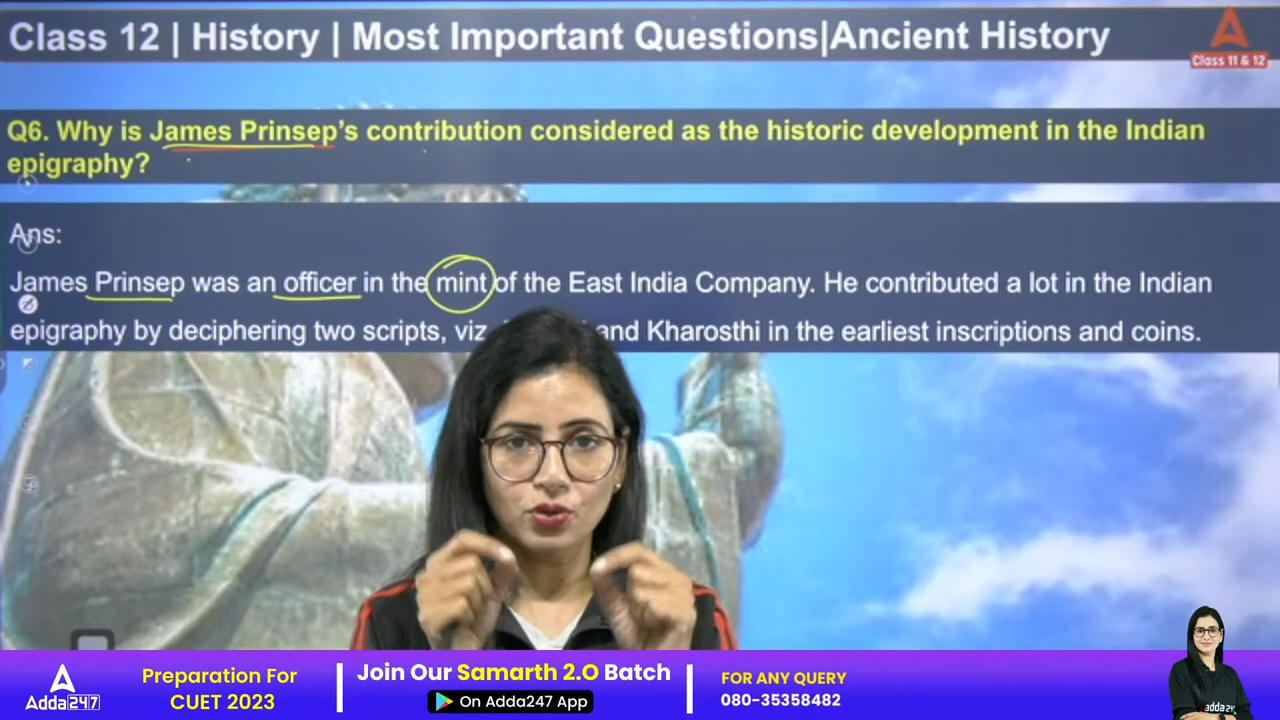 Class 12 | History | Most Important Questions|Ancient History
Class 11 & 12
Q6. Why is James Prinsep's contribution considered as the historic development in the Indian
epigraphy?
Ans:
James Prinsep was an officer in the mint of the East India Company. He contributed a lot in the Indian
epigraphy by deciphering two scripts, viz and Kharosthi in the earliest inscriptions and coins.
Adda247
Preparation For
CUET 2023
Join Our Samarth 2.O Batch
On Adda247 App
FOR ANY QUERY
080-35358482